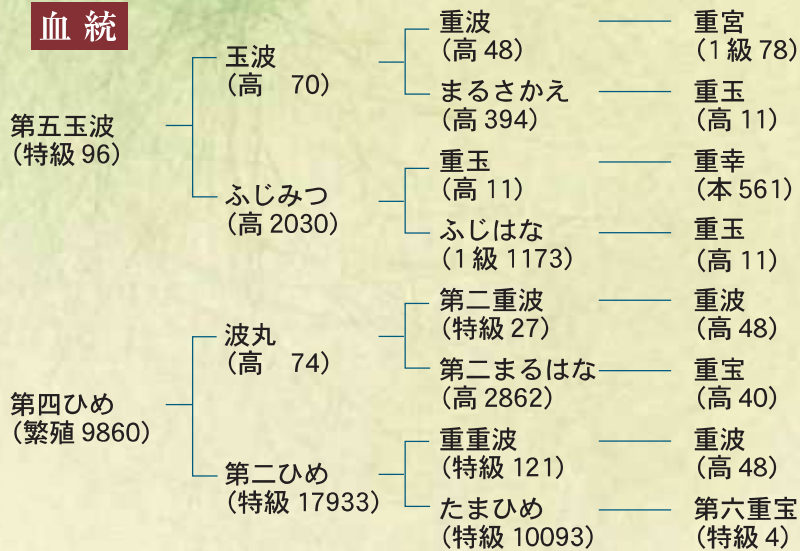 血統
第五玉波
(特級 96)
玉波
(高　70)
重波
(高 48)
重宮
(1級 78)
まるさかえ
(高 394)
重玉
(高 11)
ふじみつ
(高 2030)
重玉
(高 11)
重幸
(本 561)
ふじはな
(1級 1173)
重玉
(高 11)
第四ひめ
(繁殖 9860)
波丸
(高　74)
第二重波
(特級 27)
重波
(高 48)
第二まるはな
(高 2862)
重宝
(高 40)
第二ひめ
(特級 17933)
重重波
(特級 121)
重波
(高 48)
たまひめ
(特級 10093)
第六重宝
(特級 4)